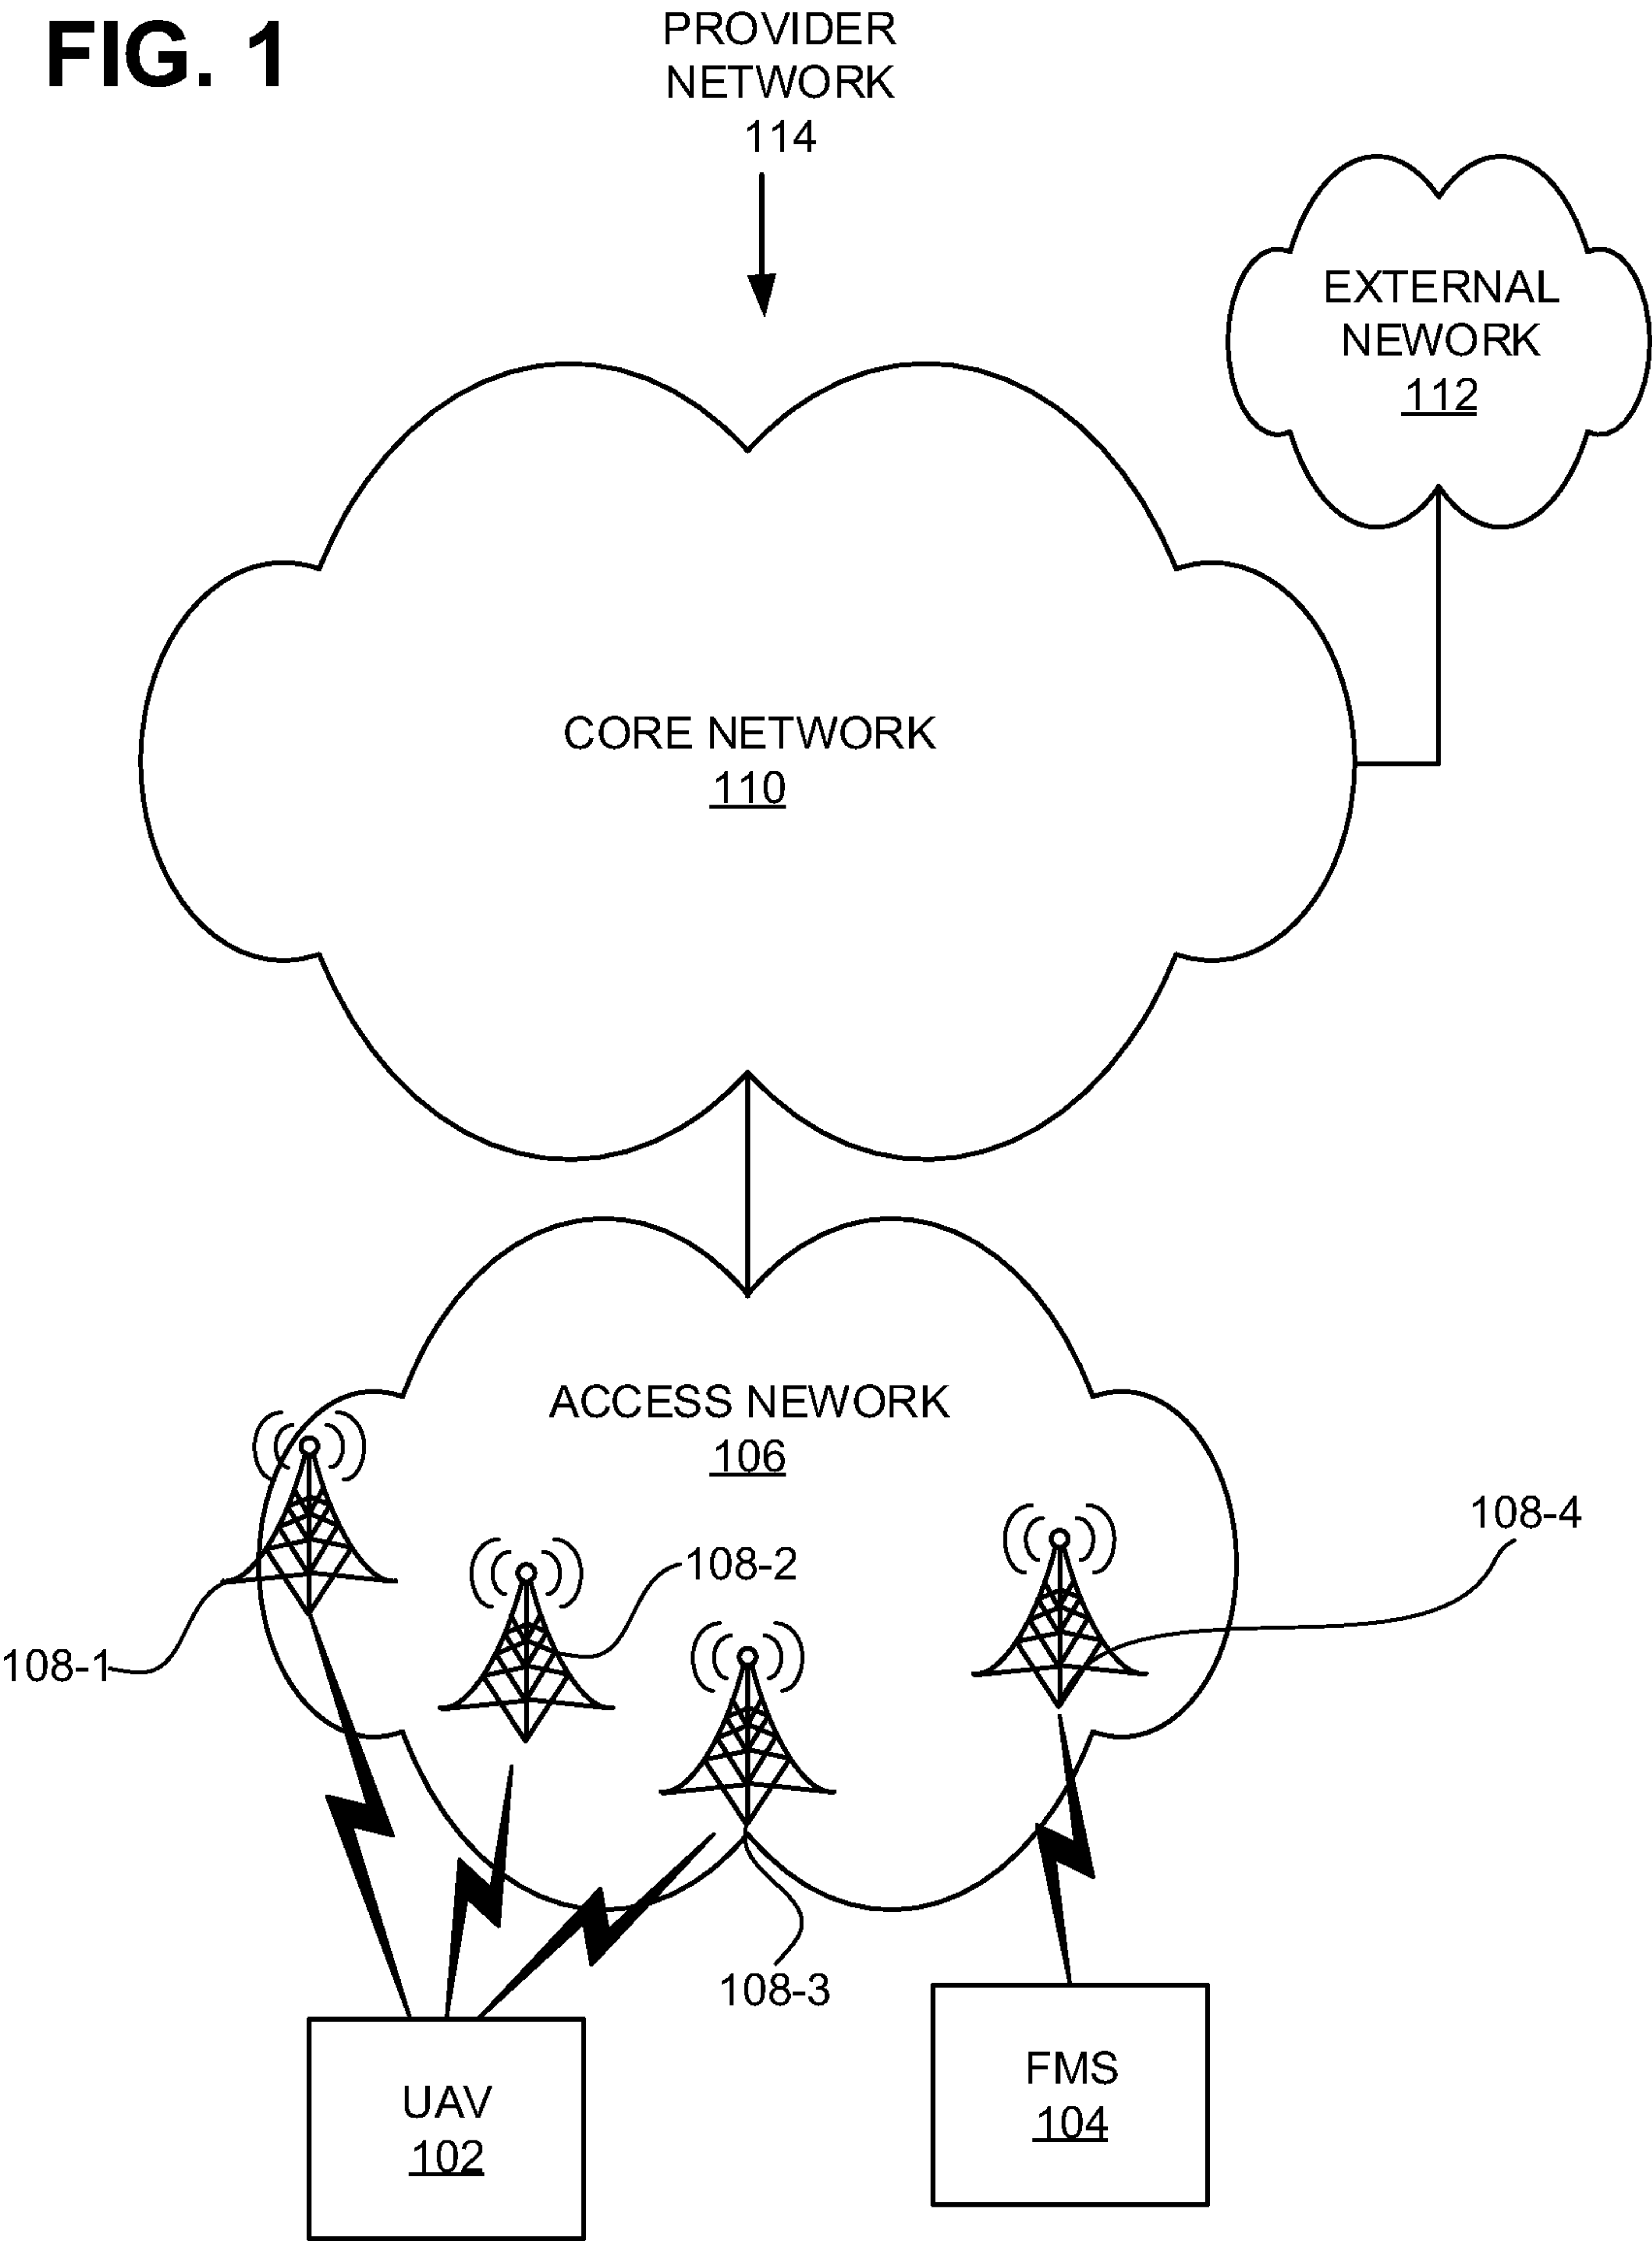 FIG. 1
PROVIDER
NETWORK
114
EXTERNAL
NEWORK
112
CORE NETWORK
110
ACCESS NEWORK
106
108-4
108-2
108-1
108-3
FMS
104
UAV
102